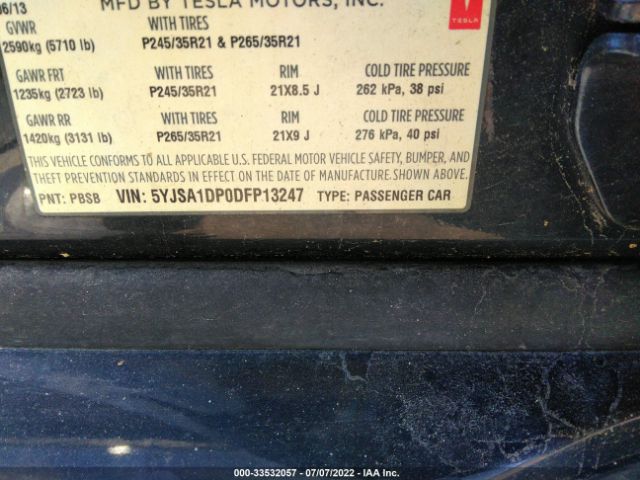 06/13 MFD BY TESLA MOTORS, INC.
TESLA
GVWR WITH TIRES
2590kg (5710 lb) P245/35R21 & P265/35R21
GAWR FRT WITH TIRES RIM COLD TIRE PRESSURE
1235kg (2723 lb) P245/35R21 21X8.5 J 262 kPa, 38 psi
GAWR RR WITH TIRES RIM COLD TIRE PRESSURE
1420kg (3131 lb) P265/35R21 21X9 J 276 kPa, 40 psi
THIS VEHICLE CONFORMS TO ALL U.S. FEDERAL MOTOR VEHICLE SAFETY, BUMPER, AND
THEFT PREVENTION STANDARDS IN EFFECT ON THE DATE OF MANUFACTURE SHOWN ABOVE.
PNT: PBSB VIN: 5YJSA1DP0DFP13247 TYPE: PASSENGER CAR
000-33532057 - 07/07/2022 - IAA Inc.